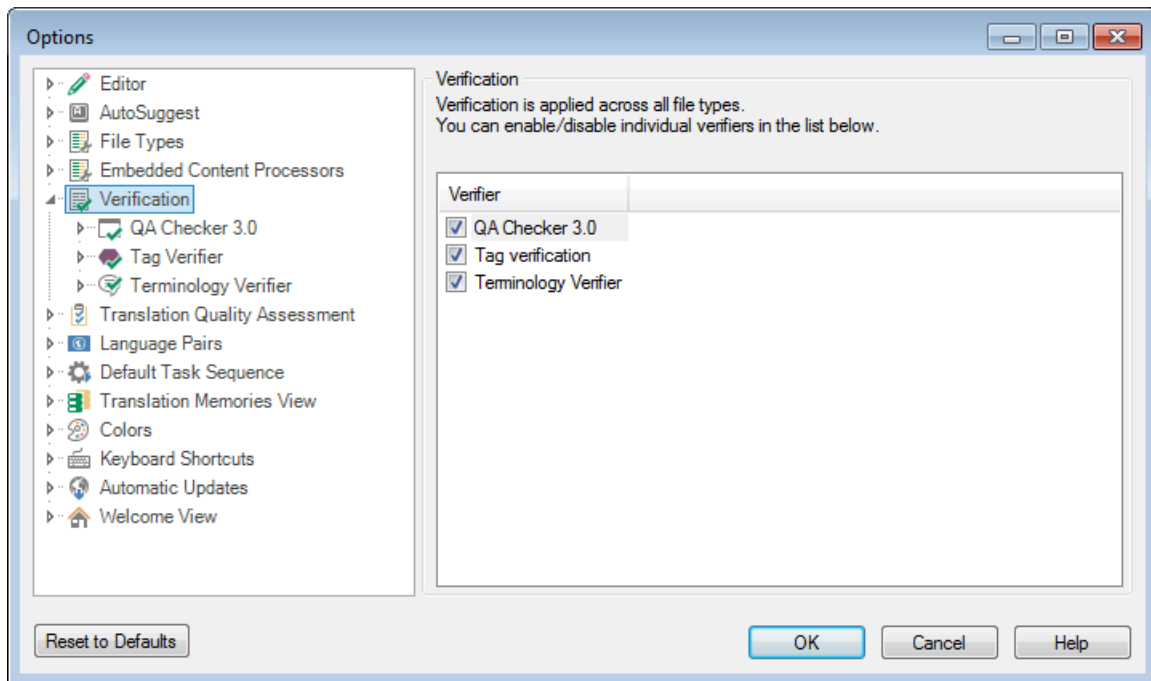 Options
Editor
AutoSuggest
File Types
Embedded Content Processors
Verification
QA Checker 3.0
Tag Verifier
Terminology Verifier
Translation Quality Assessment
Language Pairs
Default Task Sequence
Translation Memories View
Colors
Keyboard Shortcuts
Automatic Updates
Welcome View
Verification
Verification is applied across all file types.
You can enable/disable individual verifiers in the list below.
Verifier
QA Checker 3.0
Tag verification
Terminology Verifier
Reset to Defaults
OK
Cancel
Help